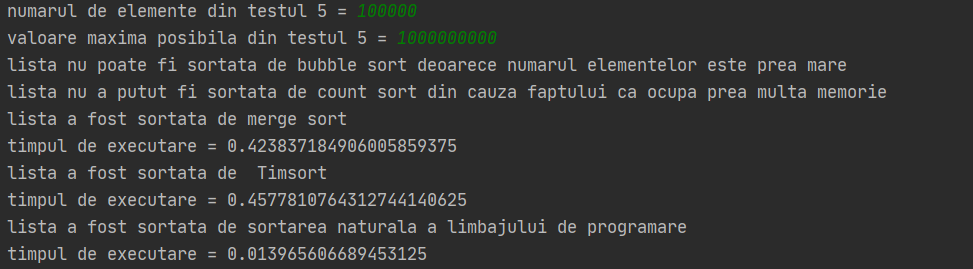 numarul de elemente din testul 5 = 100000
valoare maxima posibila din testul 5 = 1000000000
lista nu poate fi sortata de bubble sort deoarece numarul elementelor este prea mare
lista nu a putut fi sortata de count sort din cauza faptului ca ocupa prea multa memorie
lista a fost sortata de merge sort
timpul de executare = 0.423837184906005859375
lista a fost sortata de  Timsort
timpul de executare = 0.4577810764312744140625
lista a fost sortata de sortarea naturala a limbajului de programare
timpul de executare = 0.013965606689453125